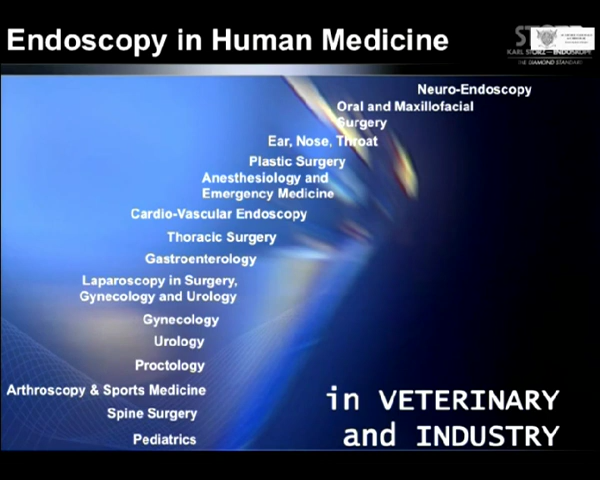 Endoscopy in Human Medicine
KARL STORZ — ENDOSKOPE
THE DIAMOND STANDARD
Neuro-Endoscopy
Oral and Maxillofacial
Surgery
Ear, Nose, Throat
Plastic Surgery
Anesthesiology and
Emergency Medicine
Cardio-Vascular Endoscopy
Thoracic Surgery
Gastroenterology
Laparoscopy in Surgery,
Gynecology and Urology
Gynecology
Urology
Proctology
Arthroscopy & Sports Medicine
Spine Surgery
Pediatrics
in VETERINARY
and INDUSTRY